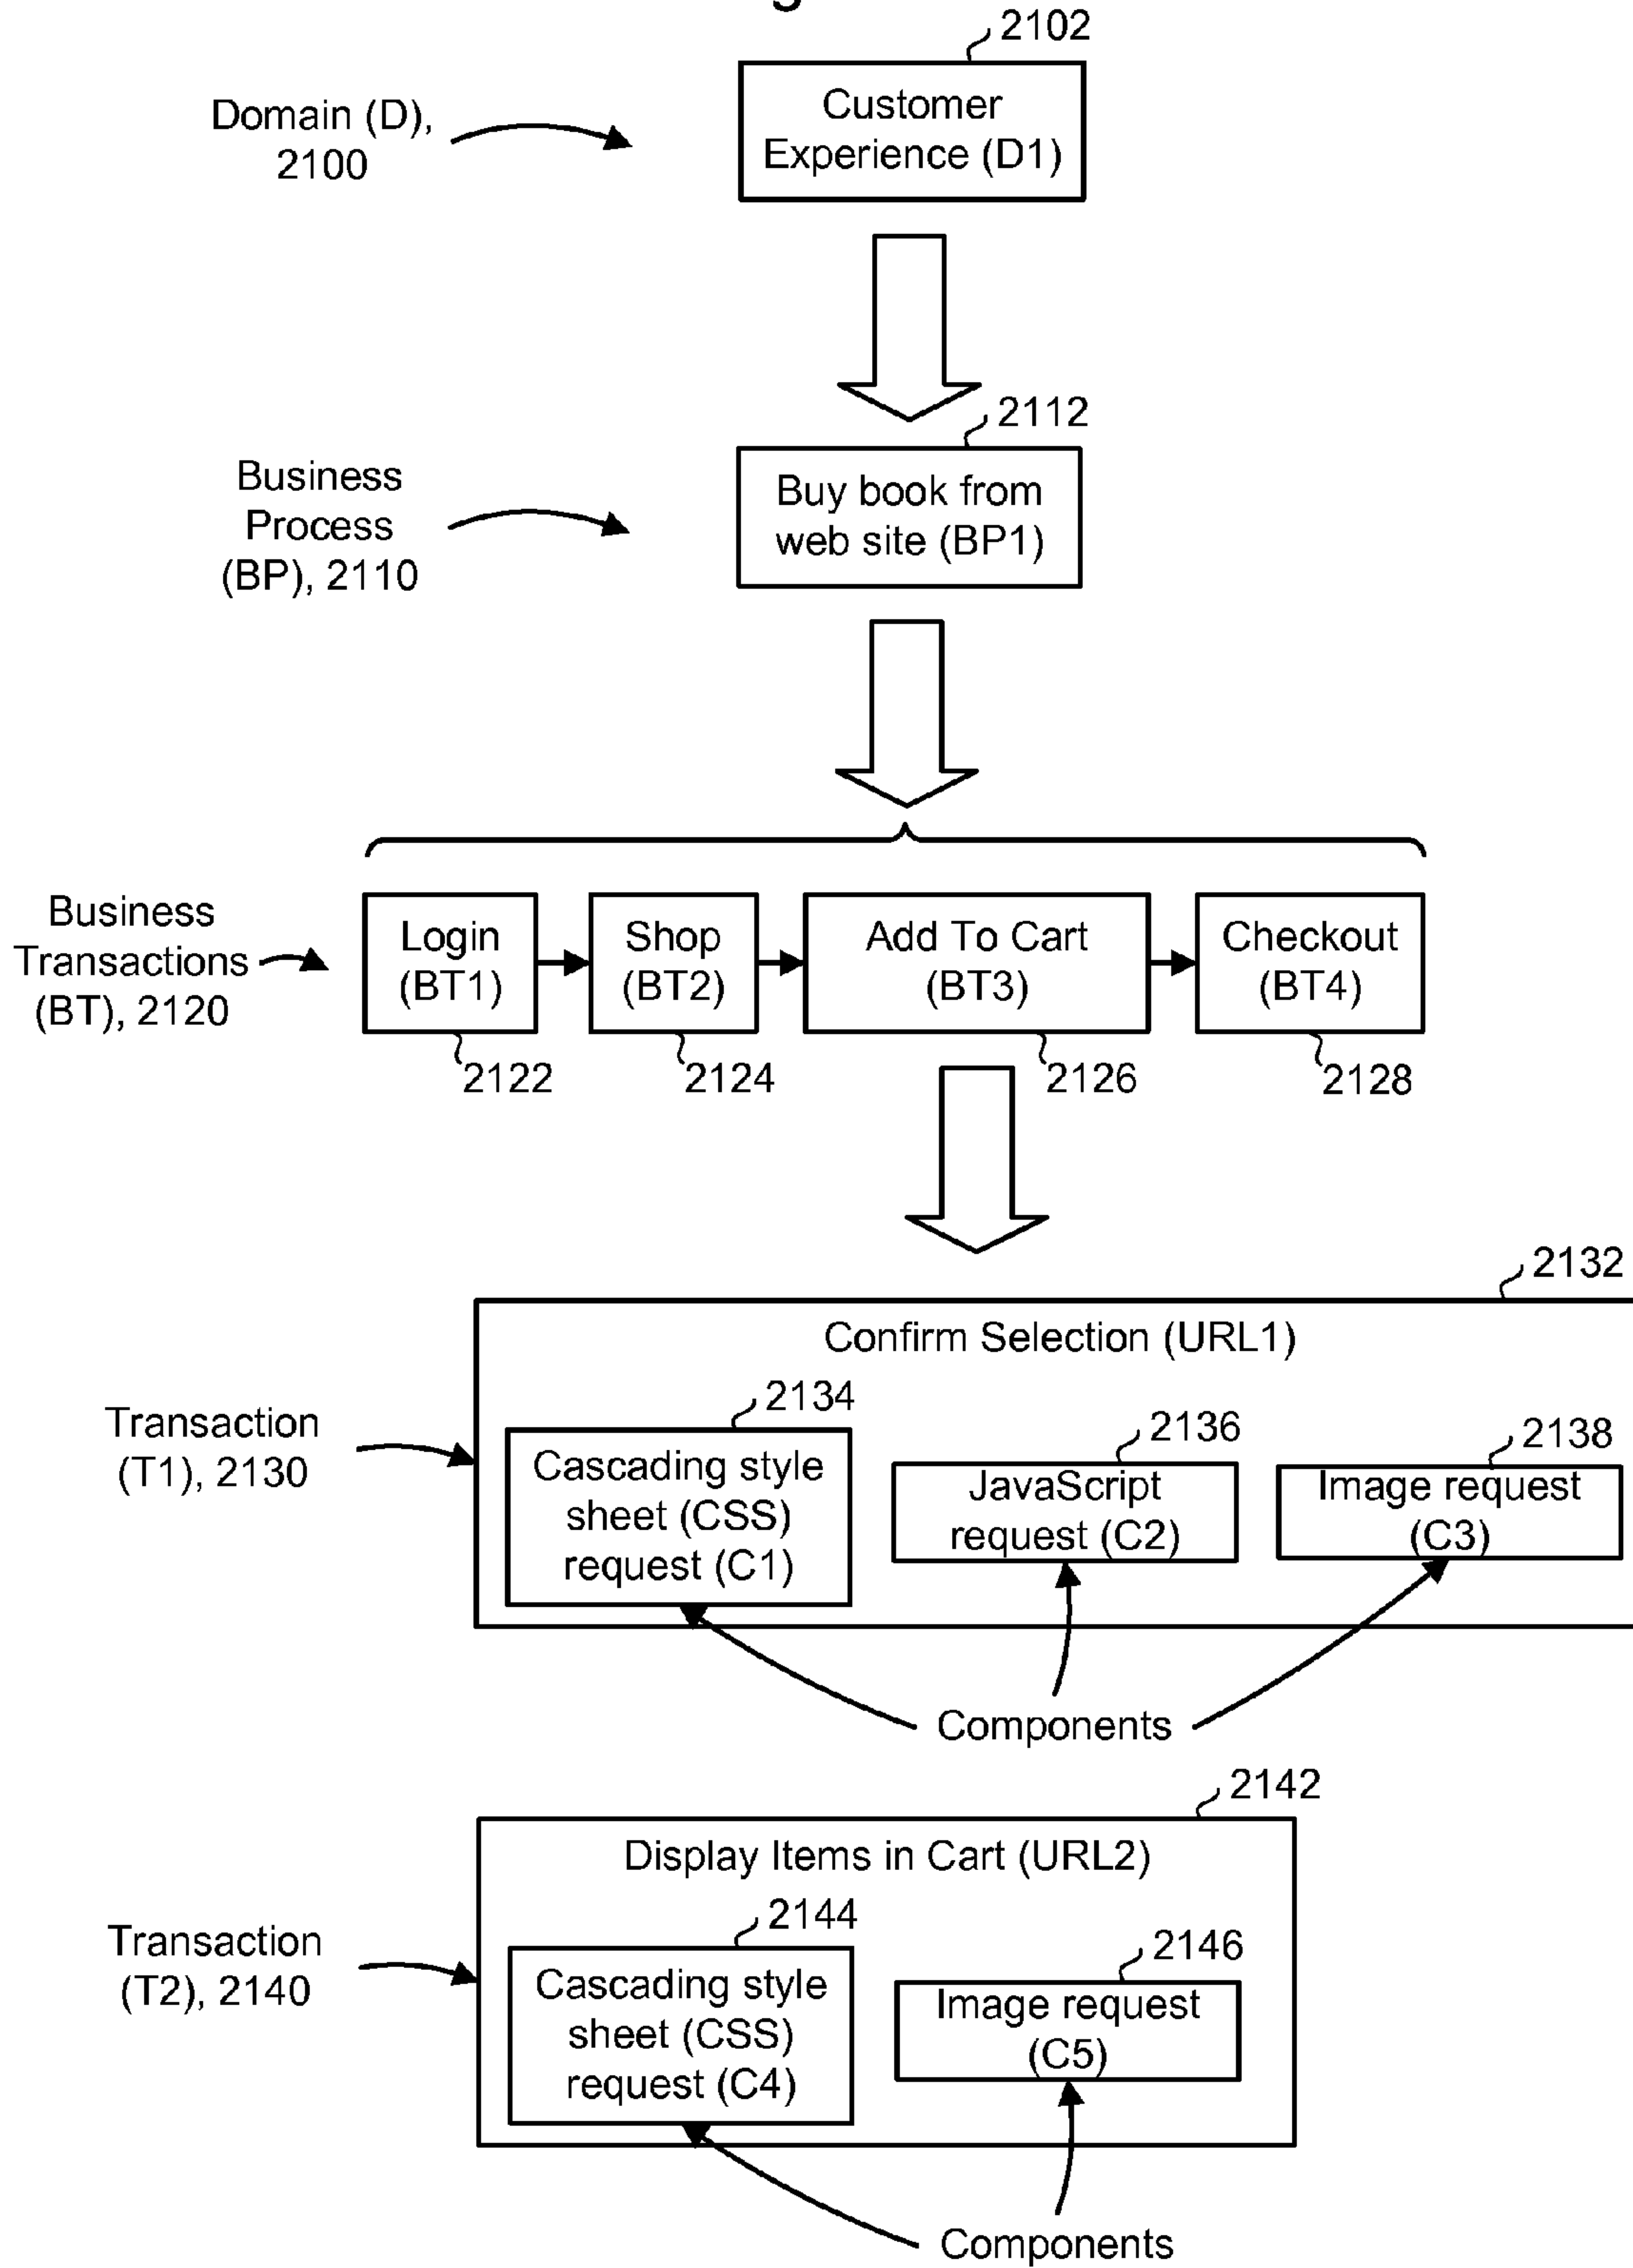 2102
Customer
Experience (D1)
Domain (D),
2100
2112
Buy book from
web site (BP1)
Business
Process
(BP), 2110
Business
Transactions
(BT), 2120
Login
(BT1)
Shop
(BT2)
Add To Cart
(BT3)
Checkout
(BT4)
2122
2124
2126
2128
2132
Confirm Selection (URL1)
Transaction
(T1), 2130
2134
Cascading style
sheet (CSS)
request (C1)
2136
JavaScript
request (C2)
2138
Image request
(C3)
Components
2142
Display Items in Cart (URL2)
Transaction
(T2), 2140
2144
Cascading style
sheet (CSS)
request (C4)
2146
Image request
(C5)
Components